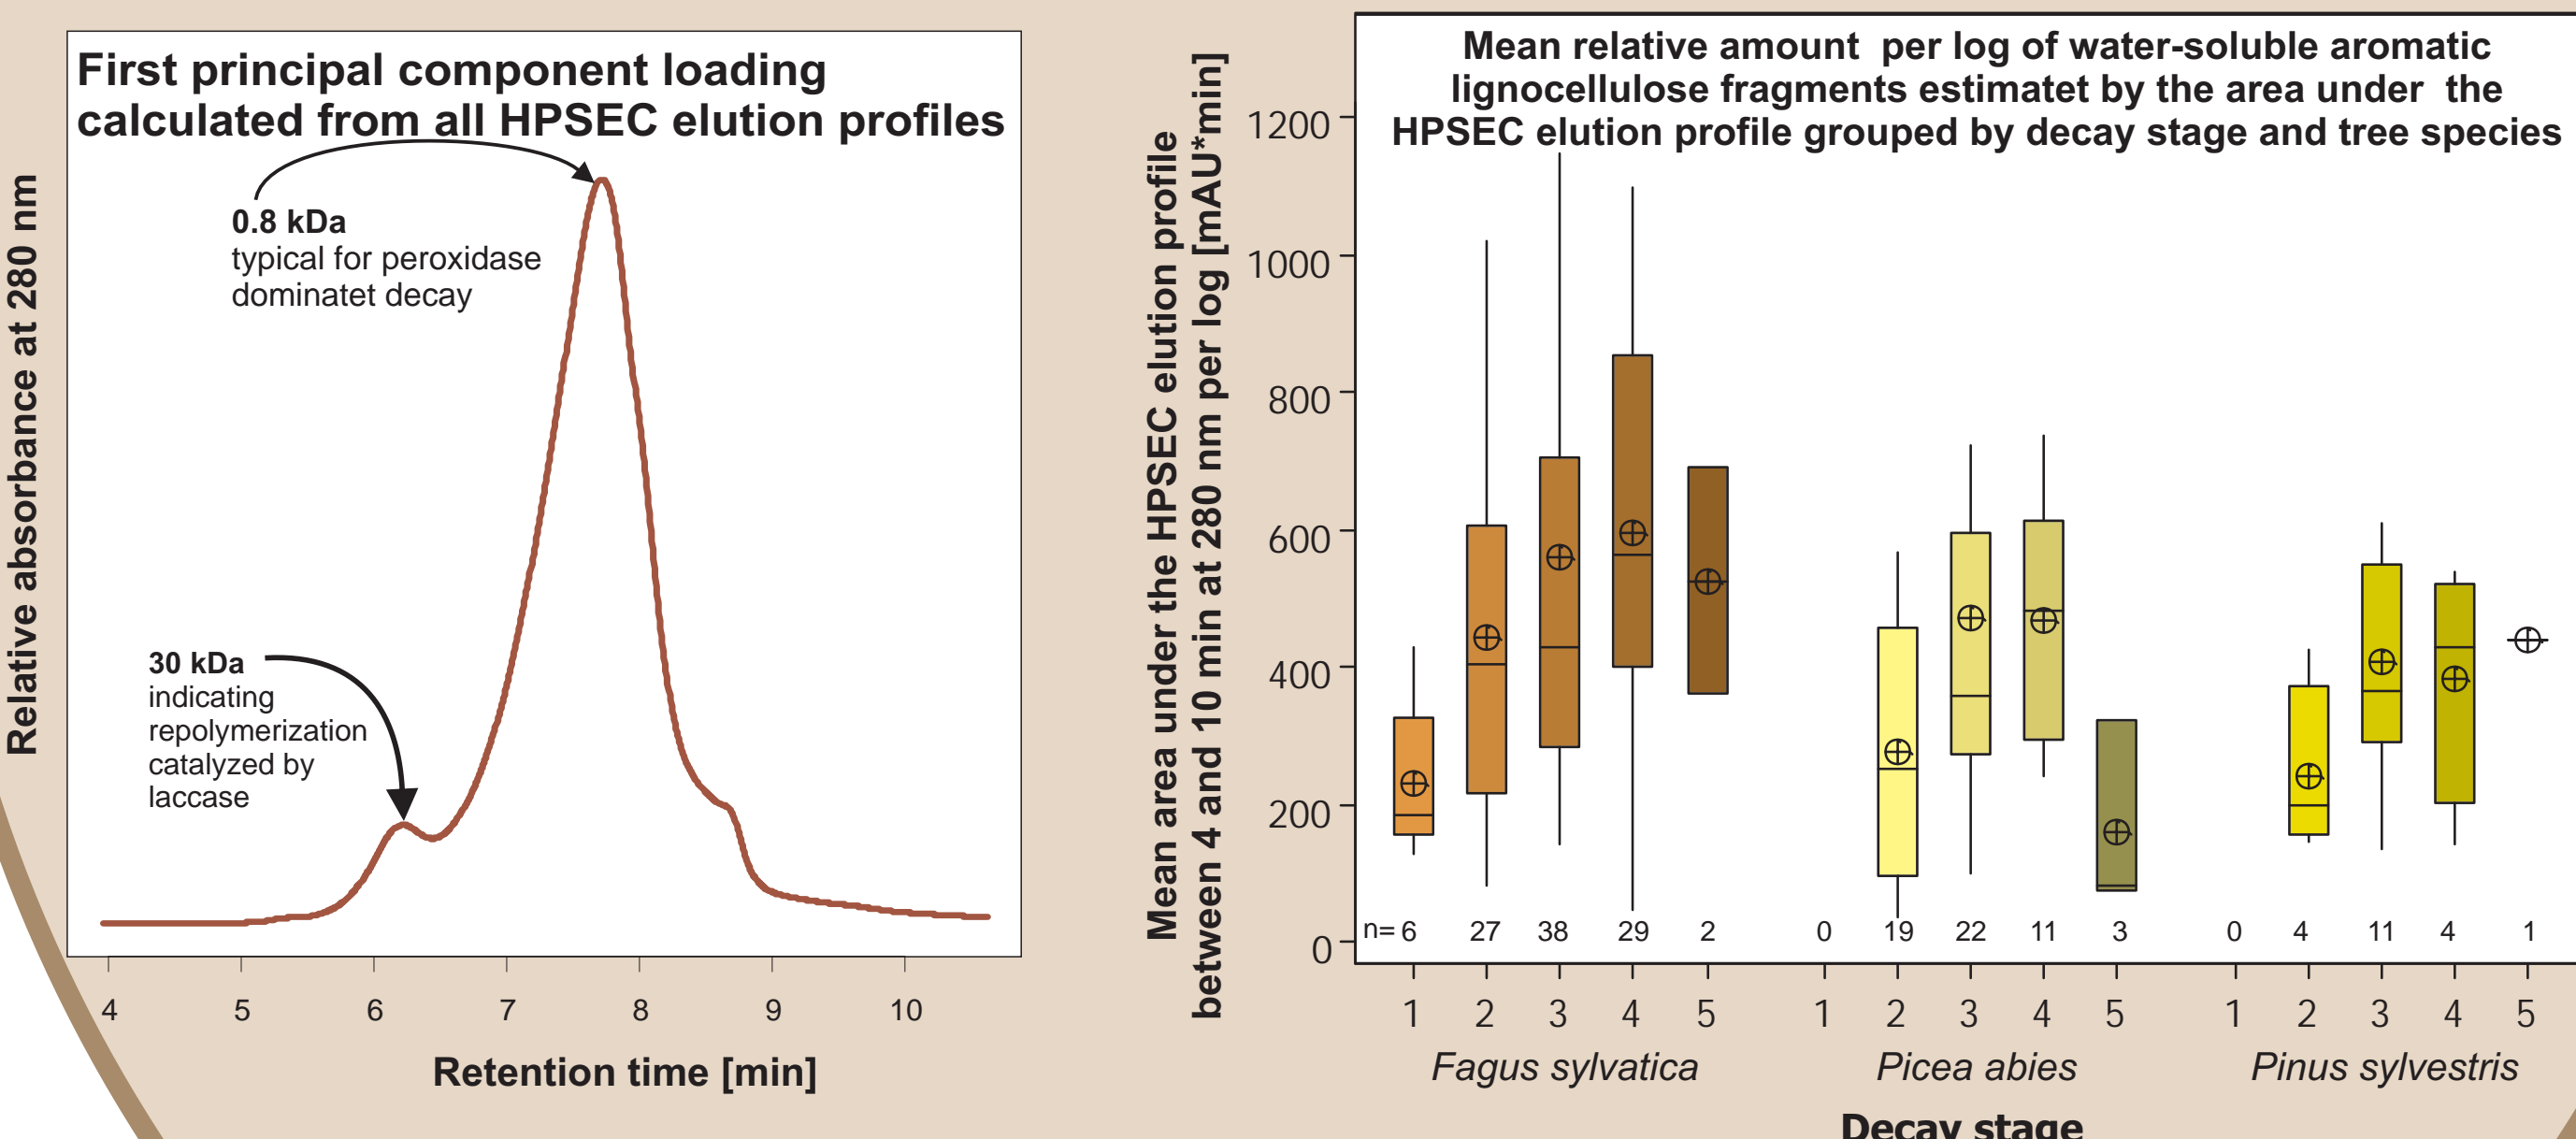 First principal component loading
calculated from all HPSEC elution profiles
0.8 kDa
typical for peroxidase
dominatet decay
30 kDa
indicating
repolymerization
catalyzed by
laccase
Relative absorbance at 280 nm
4 5 6 7 8 9 10
Retention time [min]
Mean relative amount per log of water-soluble aromatic
lignocellulose fragments estimatet by the area under the
HPSEC elution profile grouped by decay stage and tree species
Mean area under the HPSEC elution profile
between 4 and 10 min at 280 nm per log [mAU*min]
1200
1000
800
600
400
200
0
n= 6 27 38 29 2 0 19 22 11 3 0 4 11 4 1
1 2 3 4 5 1 2 3 4 5 1 2 3 4 5
Fagus sylvatica Picea abies Pinus sylvestris
Decay stage